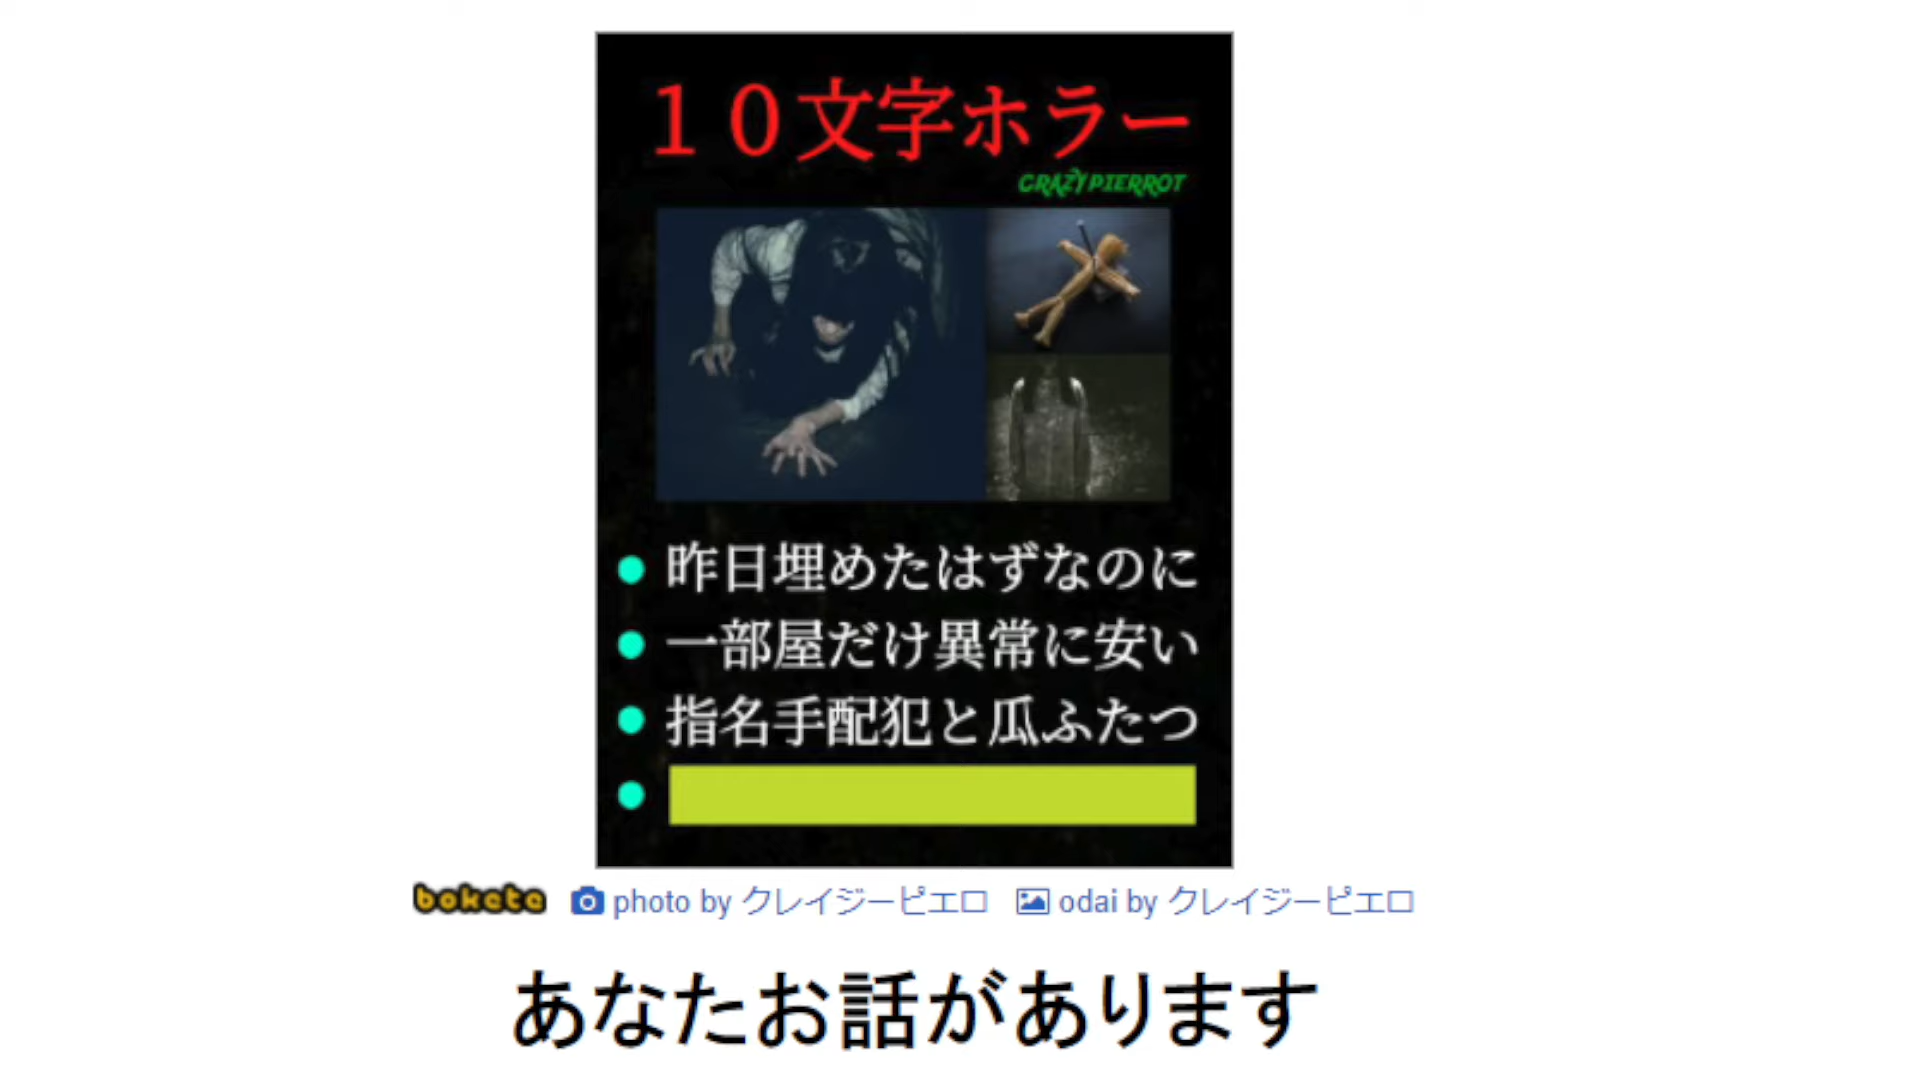 １０文字ホラー
CRAZY PIERROT
● 昨日埋めたはずなのに
● 一部屋だけ異常に安い
● 指名手配犯と瓜ふたつ
●
bokete photo by クレイジーピエロ odai by クレイジーピエロ
あなたお話があります